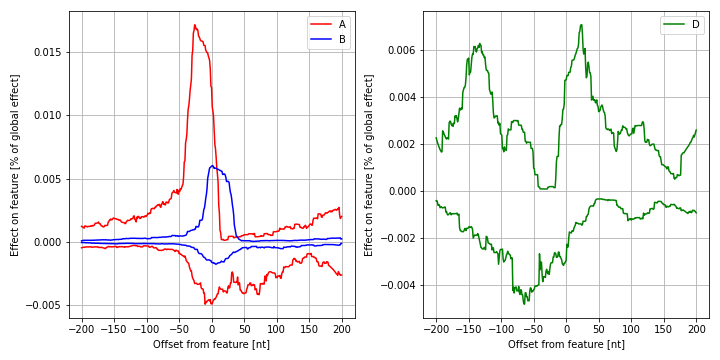 A
B
0.015
0.010
0.005
0.000
−0.005
Effect on feature [% of global effect]
−200 −150 −100 −50 0 50 100 150 200
Offset from feature [nt]
D
0.006
0.004
0.002
0.000
−0.002
−0.004
Effect on feature [% of global effect]
−200 −150 −100 −50 0 50 100 150 200
Offset from feature [nt]